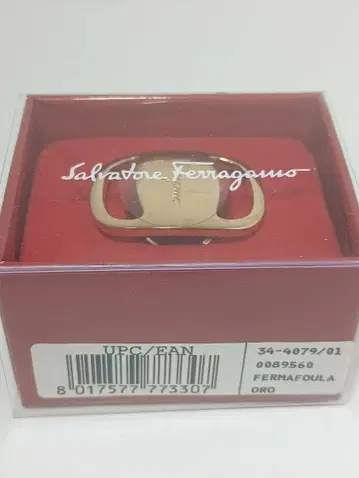 Salvatore Ferragamo
UPC/EAN
34-4079/01
0089560
FERMAFOULA
ORO
8 017577 773307